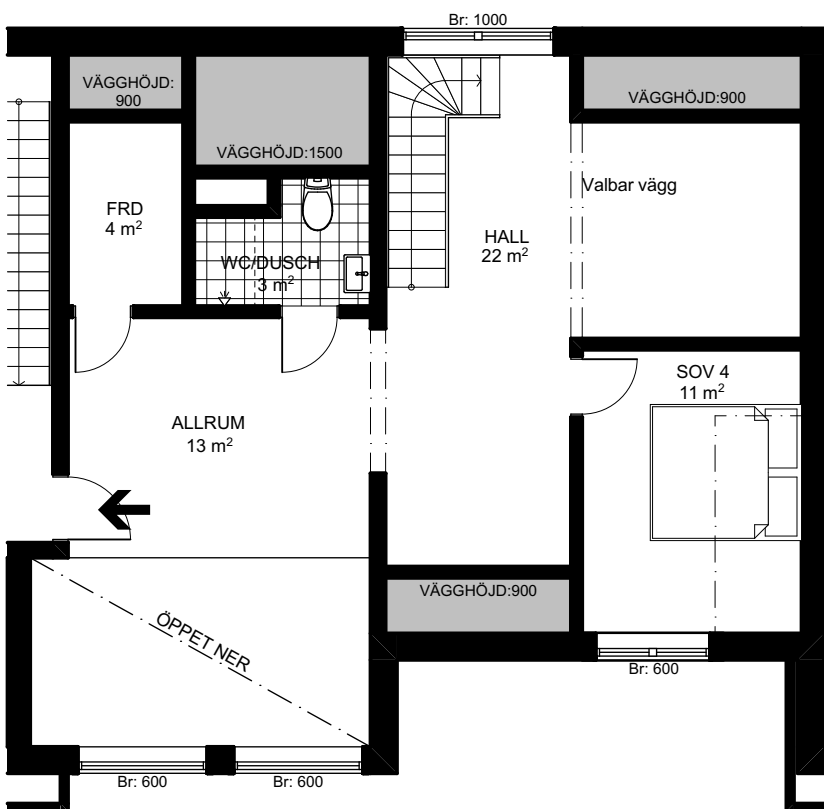 Br: 1000
VÄGGHÖJD:
900
VÄGGHÖJD:1500
VÄGGHÖJD:900
Valbar vägg
FRD
4 m²
WC/DUSCH
3 m²
HALL
22 m²
SOV 4
11 m²
ALLRUM
13 m²
VÄGGHÖJD:900
ÖPPET NER
Br: 600
Br: 600
Br: 600